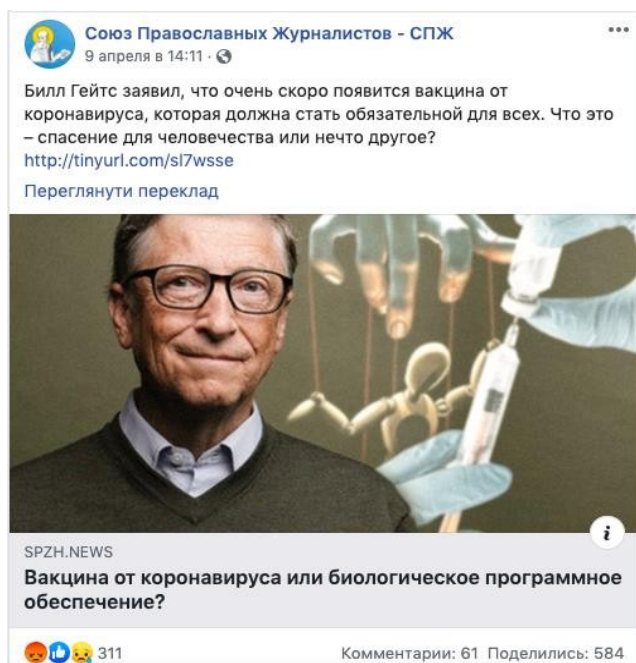 Союз Православных Журналистов - СПЖ
9 апреля в 14:11 ·
Билл Гейтс заявил, что очень скоро появится вакцина от
коронавируса, которая должна стать обязательной для всех. Что это
– спасение для человечества или нечто другое?
http://tinyurl.com/sl7wsse
Переглянути переклад
i
SPZH.NEWS
Вакцина от коронавируса или биологическое программное
обеспечение?
311 Комментарии: 61 Поделились: 584